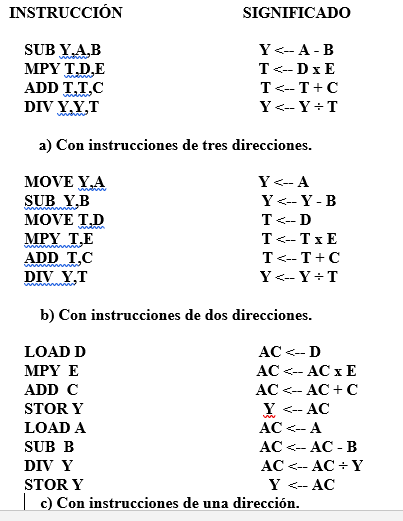 INSTRUCCIÓN SIGNIFICADO
SUB Y,A,B Y <-- A - B
MPY T,D,E T <-- D x E
ADD T,T,C T <-- T + C
DIV Y,Y,T Y <-- Y ÷ T
a) Con instrucciones de tres direcciones.
MOVE Y,A Y <-- A
SUB Y,B Y <-- Y - B
MOVE T,D T <-- D
MPY T,E T <-- T x E
ADD T,C T <-- T + C
DIV Y,T Y <-- Y ÷ T
b) Con instrucciones de dos direcciones.
LOAD D AC <-- D
MPY E AC <-- AC x E
ADD C AC <-- AC + C
STOR Y Y <-- AC
LOAD A AC <-- A
SUB B AC <-- AC - B
DIV Y AC <-- AC ÷ Y
STOR Y Y <-- AC
c) Con instrucciones de una dirección.